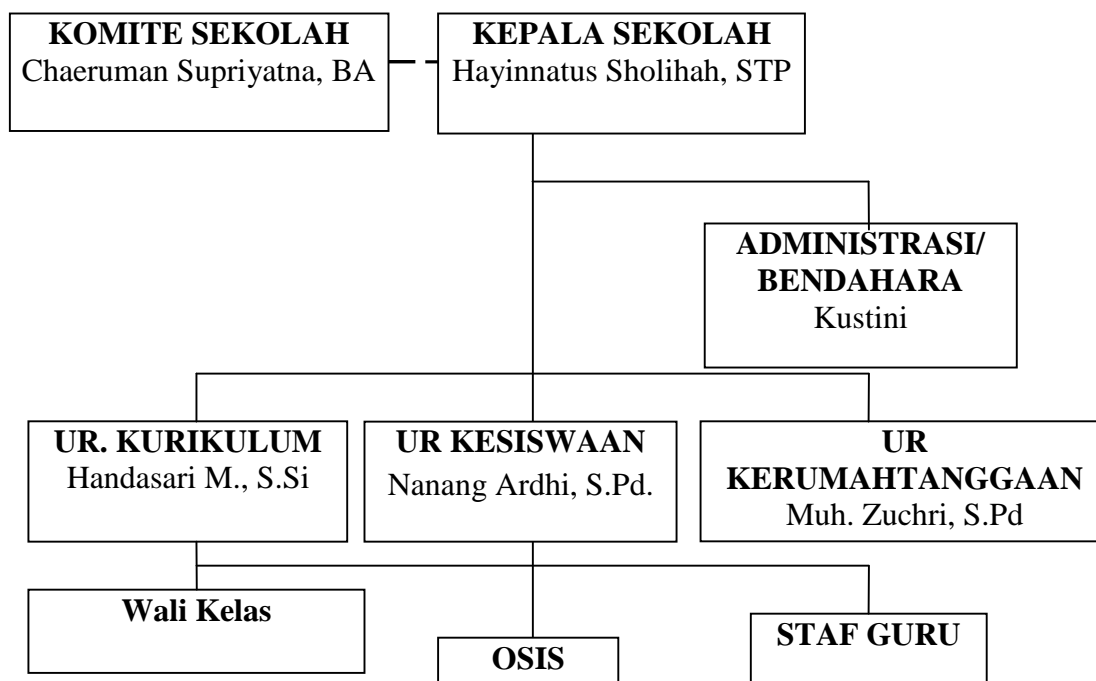 KOMITE SEKOLAH
Chaeruman Supriyatna, BA
KEPALA SEKOLAH
Hayinnatus Sholihah, STP
ADMINISTRASI/
BENDAHARA
Kustini
UR. KURIKULUM
Handasari M., S.Si
UR KESISWAAN
Nanang Ardhi, S.Pd.
UR
KERUMAHTANGGAAN
Muh. Zuchri, S.Pd
Wali Kelas
OSIS
STAF GURU